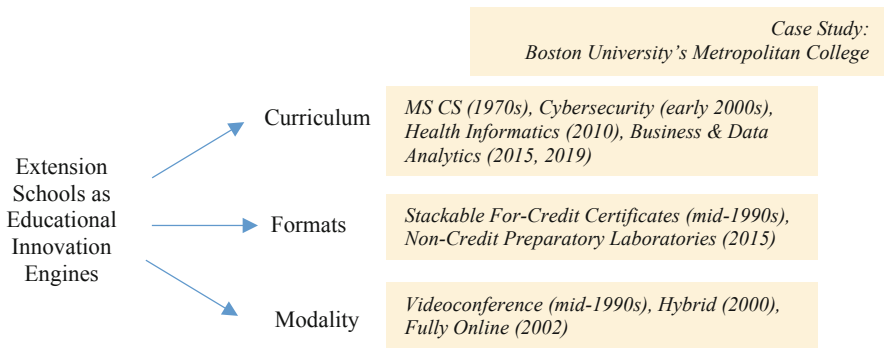 Case Study:
Boston University's Metropolitan College
Extension
Schools as
Educational
Innovation
Engines
Curriculum
MS CS (1970s), Cybersecurity (early 2000s),
Health Informatics (2010), Business & Data
Analytics (2015, 2019)
Formats
Stackable For-Credit Certificates (mid-1990s),
Non-Credit Preparatory Laboratories (2015)
Modality
Videoconference (mid-1990s), Hybrid (2000),
Fully Online (2002)